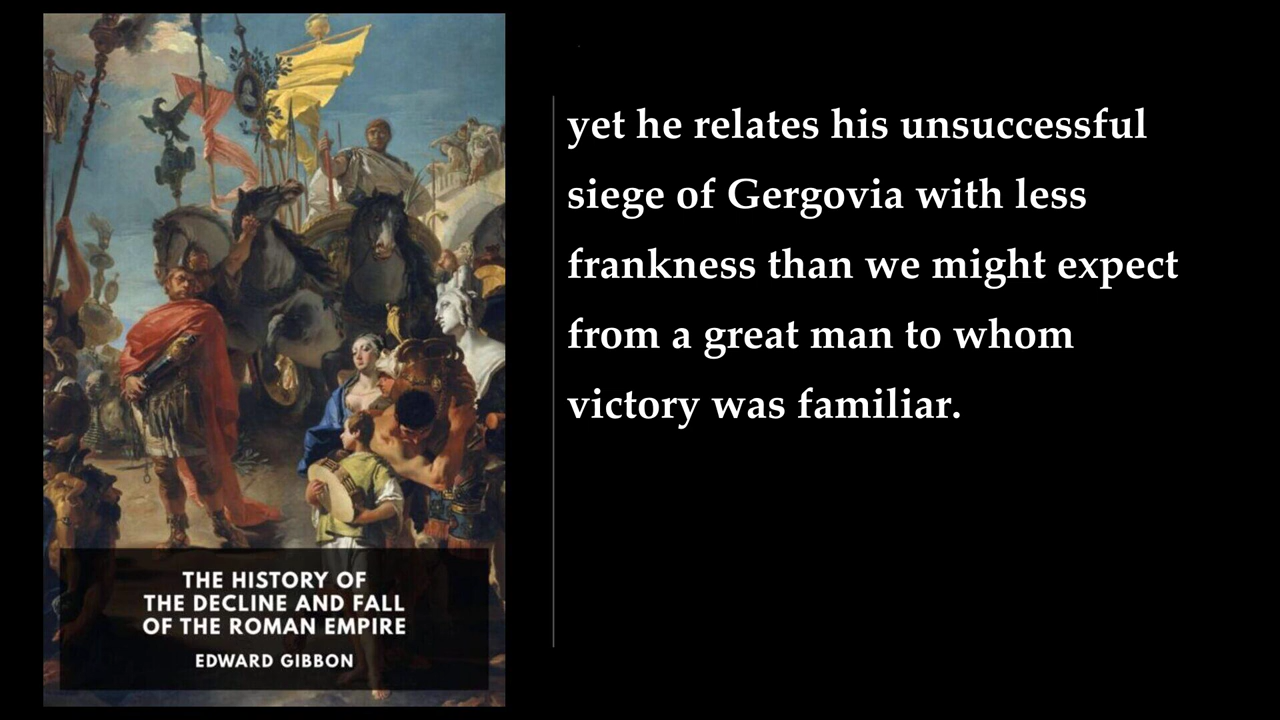 yet he relates his unsuccessful
siege of Gergovia with less
frankness than we might expect
from a great man to whom
victory was familiar.
THE HISTORY OF
THE DECLINE AND FALL
OF THE ROMAN EMPIRE
EDWARD GIBBON